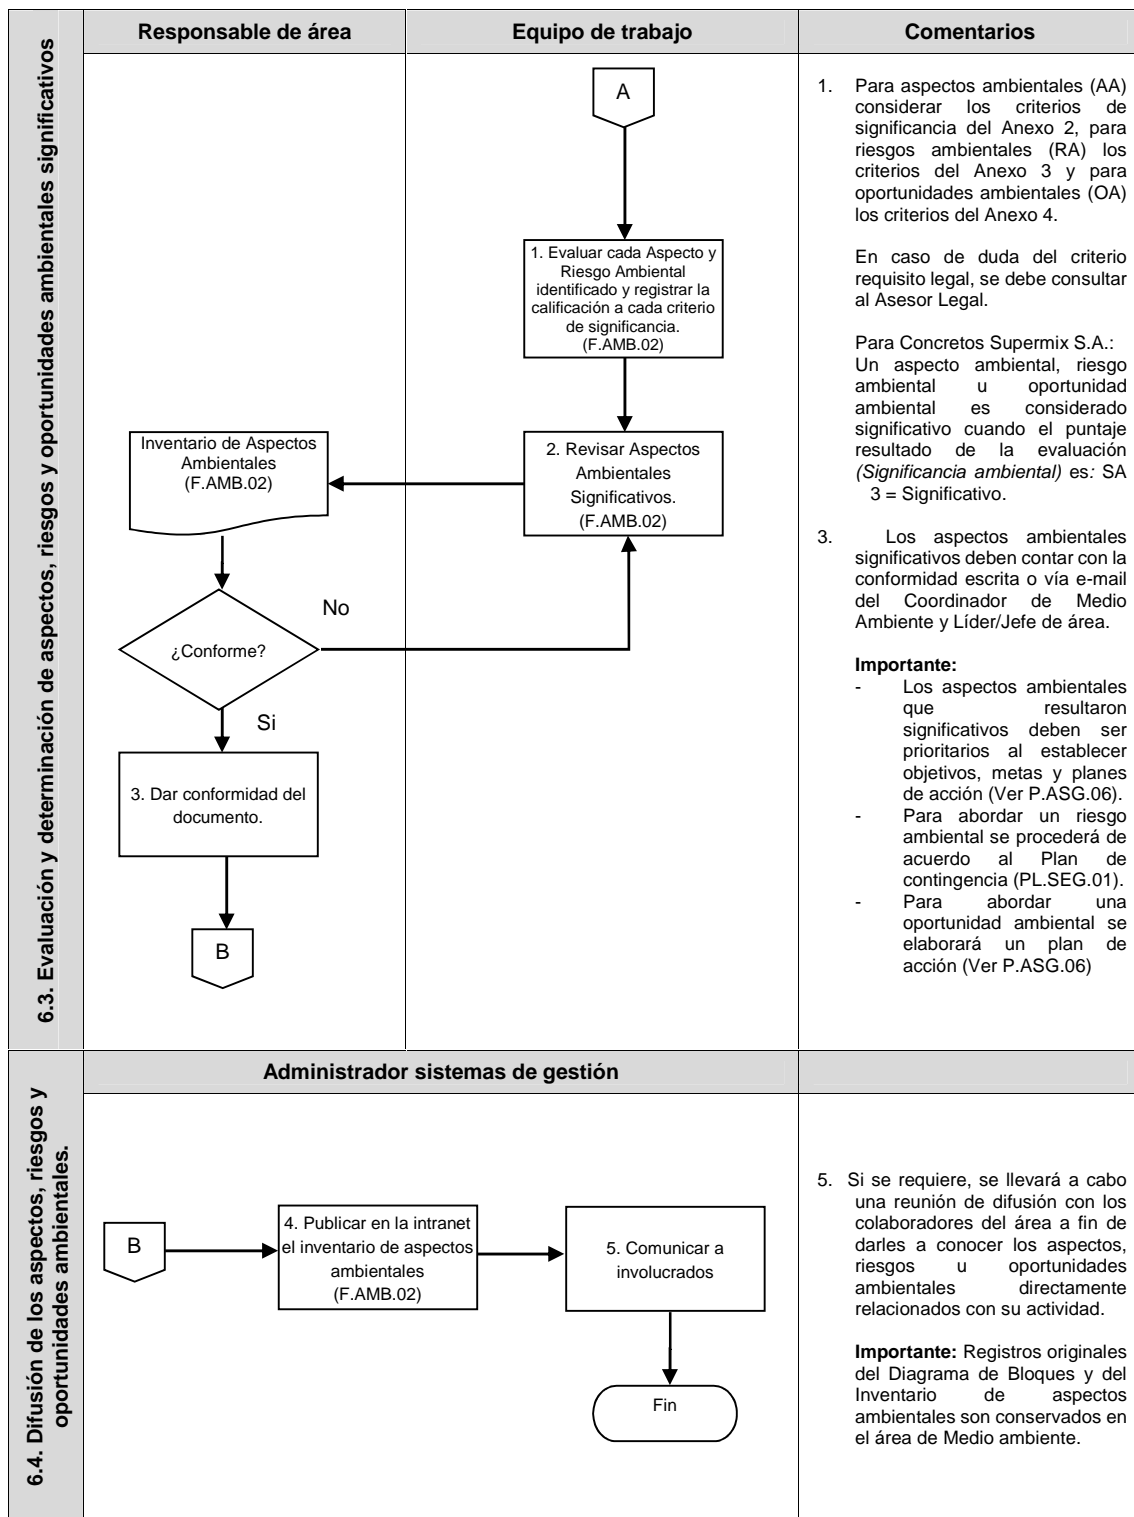 6.3. Evaluación y determinación de aspectos, riesgos y oportunidades ambientales significativos
Responsable de área
Equipo de trabajo
Comentarios
A
1. Evaluar cada Aspecto y
Riesgo Ambiental
identificado y registrar la
calificación a cada criterio
de significancia.
(F.AMB.02)
2. Revisar Aspectos
Ambientales
Significativos.
(F.AMB.02)
Inventario de Aspectos
Ambientales
(F.AMB.02)
¿Conforme?
No
Si
3. Dar conformidad del
documento.
B
1. Para aspectos ambientales (AA)
considerar los criterios de
significancia del Anexo 2, para
riesgos ambientales (RA) los
criterios del Anexo 3 y para
oportunidades ambientales (OA)
los criterios del Anexo 4.
En caso de duda del criterio
requisito legal, se debe consultar
al Asesor Legal.
Para Concretos Supermix S.A.:
Un aspecto ambiental, riesgo
ambiental u oportunidad
ambiental es considerado
significativo cuando el puntaje
resultado de la evaluación
(Significancia ambiental) es: SA
3 = Significativo.
3. Los aspectos ambientales
significativos deben contar con la
conformidad escrita o vía e-mail
del Coordinador de Medio
Ambiente y Líder/Jefe de área.
Importante:
- Los aspectos ambientales
que resultaron
significativos deben ser
prioritarios al establecer
objetivos, metas y planes
de acción (Ver P.ASG.06).
- Para abordar un riesgo
ambiental se procederá de
acuerdo al Plan de
contingencia (PL.SEG.01).
- Para abordar una
oportunidad ambiental se
elaborará un plan de
acción (Ver P.ASG.06)
6.4. Difusión de los aspectos, riesgos y
oportunidades ambientales.
Administrador sistemas de gestión
B
4. Publicar en la intranet
el inventario de aspectos
ambientales
(F.AMB.02)
5. Comunicar a
involucrados
Fin
5. Si se requiere, se llevará a cabo
una reunión de difusión con los
colaboradores del área a fin de
darles a conocer los aspectos,
riesgos u oportunidades
ambientales directamente
relacionados con su actividad.
Importante: Registros originales
del Diagrama de Bloques y del
Inventario de aspectos
ambientales son conservados en
el área de Medio ambiente.